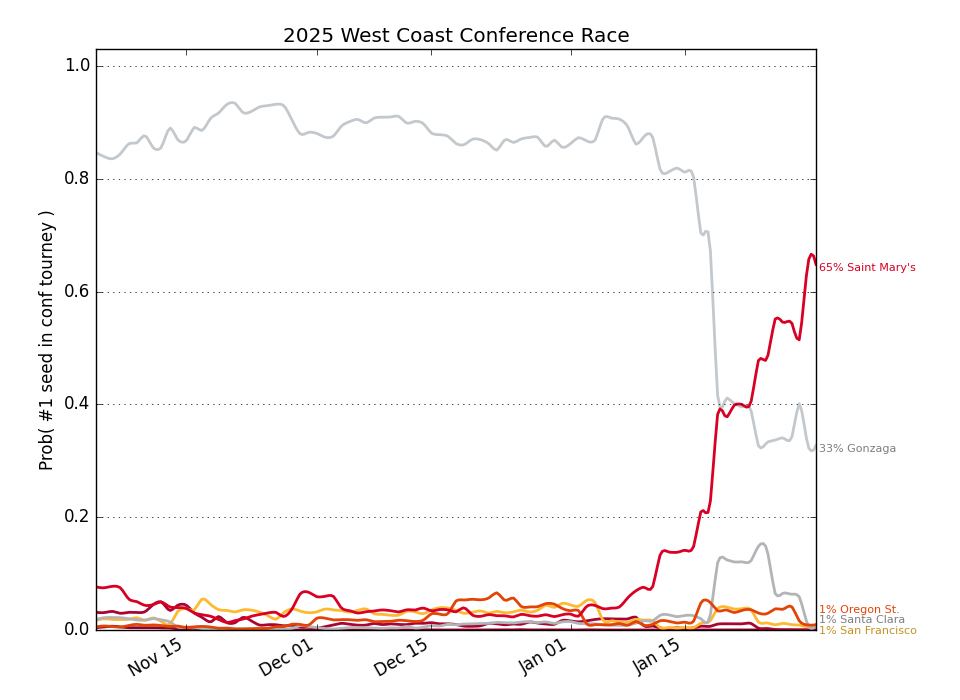 2025 West Coast Conference Race
Prob( #1 seed in conf tourney )
1.0
0.8
0.6
0.4
0.2
0.0
65% Saint Mary's
33% Gonzaga
1% Oregon St.
1% Santa Clara
1% San Francisco
Nov 15
Dec 01
Dec 15
Jan 01
Jan 15